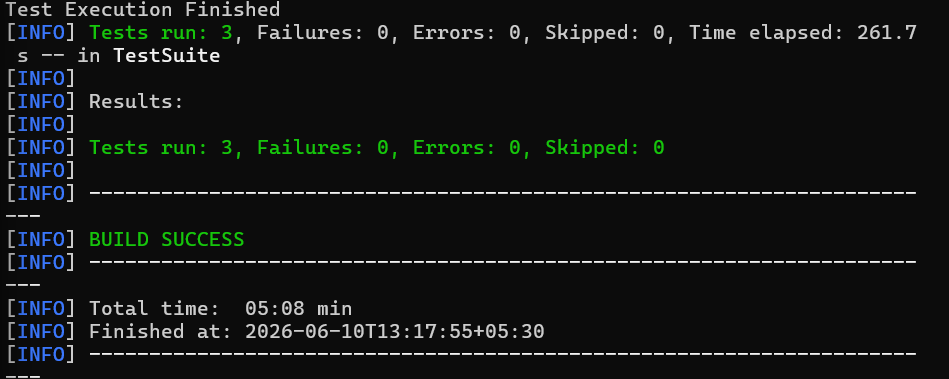 Test Execution Finished
[INFO] Tests run: 3, Failures: 0, Errors: 0, Skipped: 0, Time elapsed: 261.7
 s -- in TestSuite
[INFO]
[INFO] Results:
[INFO]
[INFO] Tests run: 3, Failures: 0, Errors: 0, Skipped: 0
[INFO]
[INFO] ---------------------------------------------------------------------
---
[INFO] BUILD SUCCESS
[INFO] ---------------------------------------------------------------------
---
[INFO] Total time:  05:08 min
[INFO] Finished at: 2026-06-10T13:17:55+05:30
[INFO] ---------------------------------------------------------------------
---